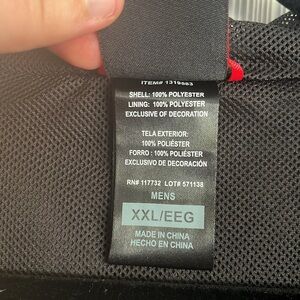 ITEM# 1319883
SHELL: 100% POLYESTER
LINING: 100% POLYESTER
EXCLUSIVE OF DECORATION
TELA EXTERIOR:
100% POLIÉSTER
FORRO : 100% POLIÉSTER
EXCLUSIVO DE DECORACIÓN
RN# 117732 LOT# 571138
MENS
XXL/EEG
MADE IN CHINA
HECHO EN CHINA